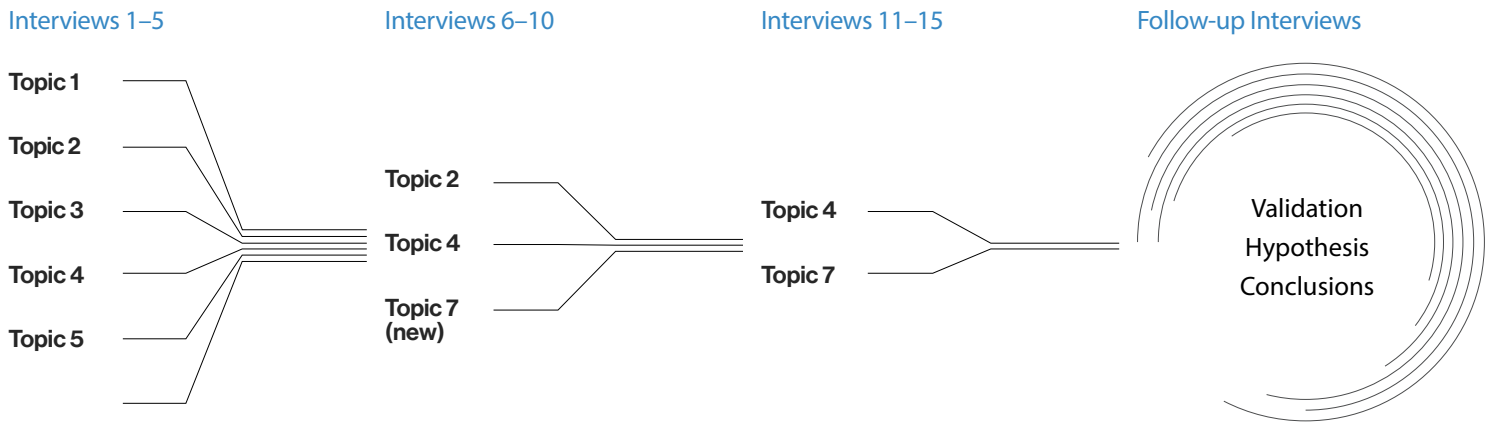 Interviews 1–5
Topic 1
Topic 2
Topic 3
Topic 4
Topic 5
Interviews 6–10
Topic 2
Topic 4
Topic 7
(new)
Interviews 11–15
Topic 4
Topic 7
Follow-up Interviews
Validation
Hypothesis
Conclusions